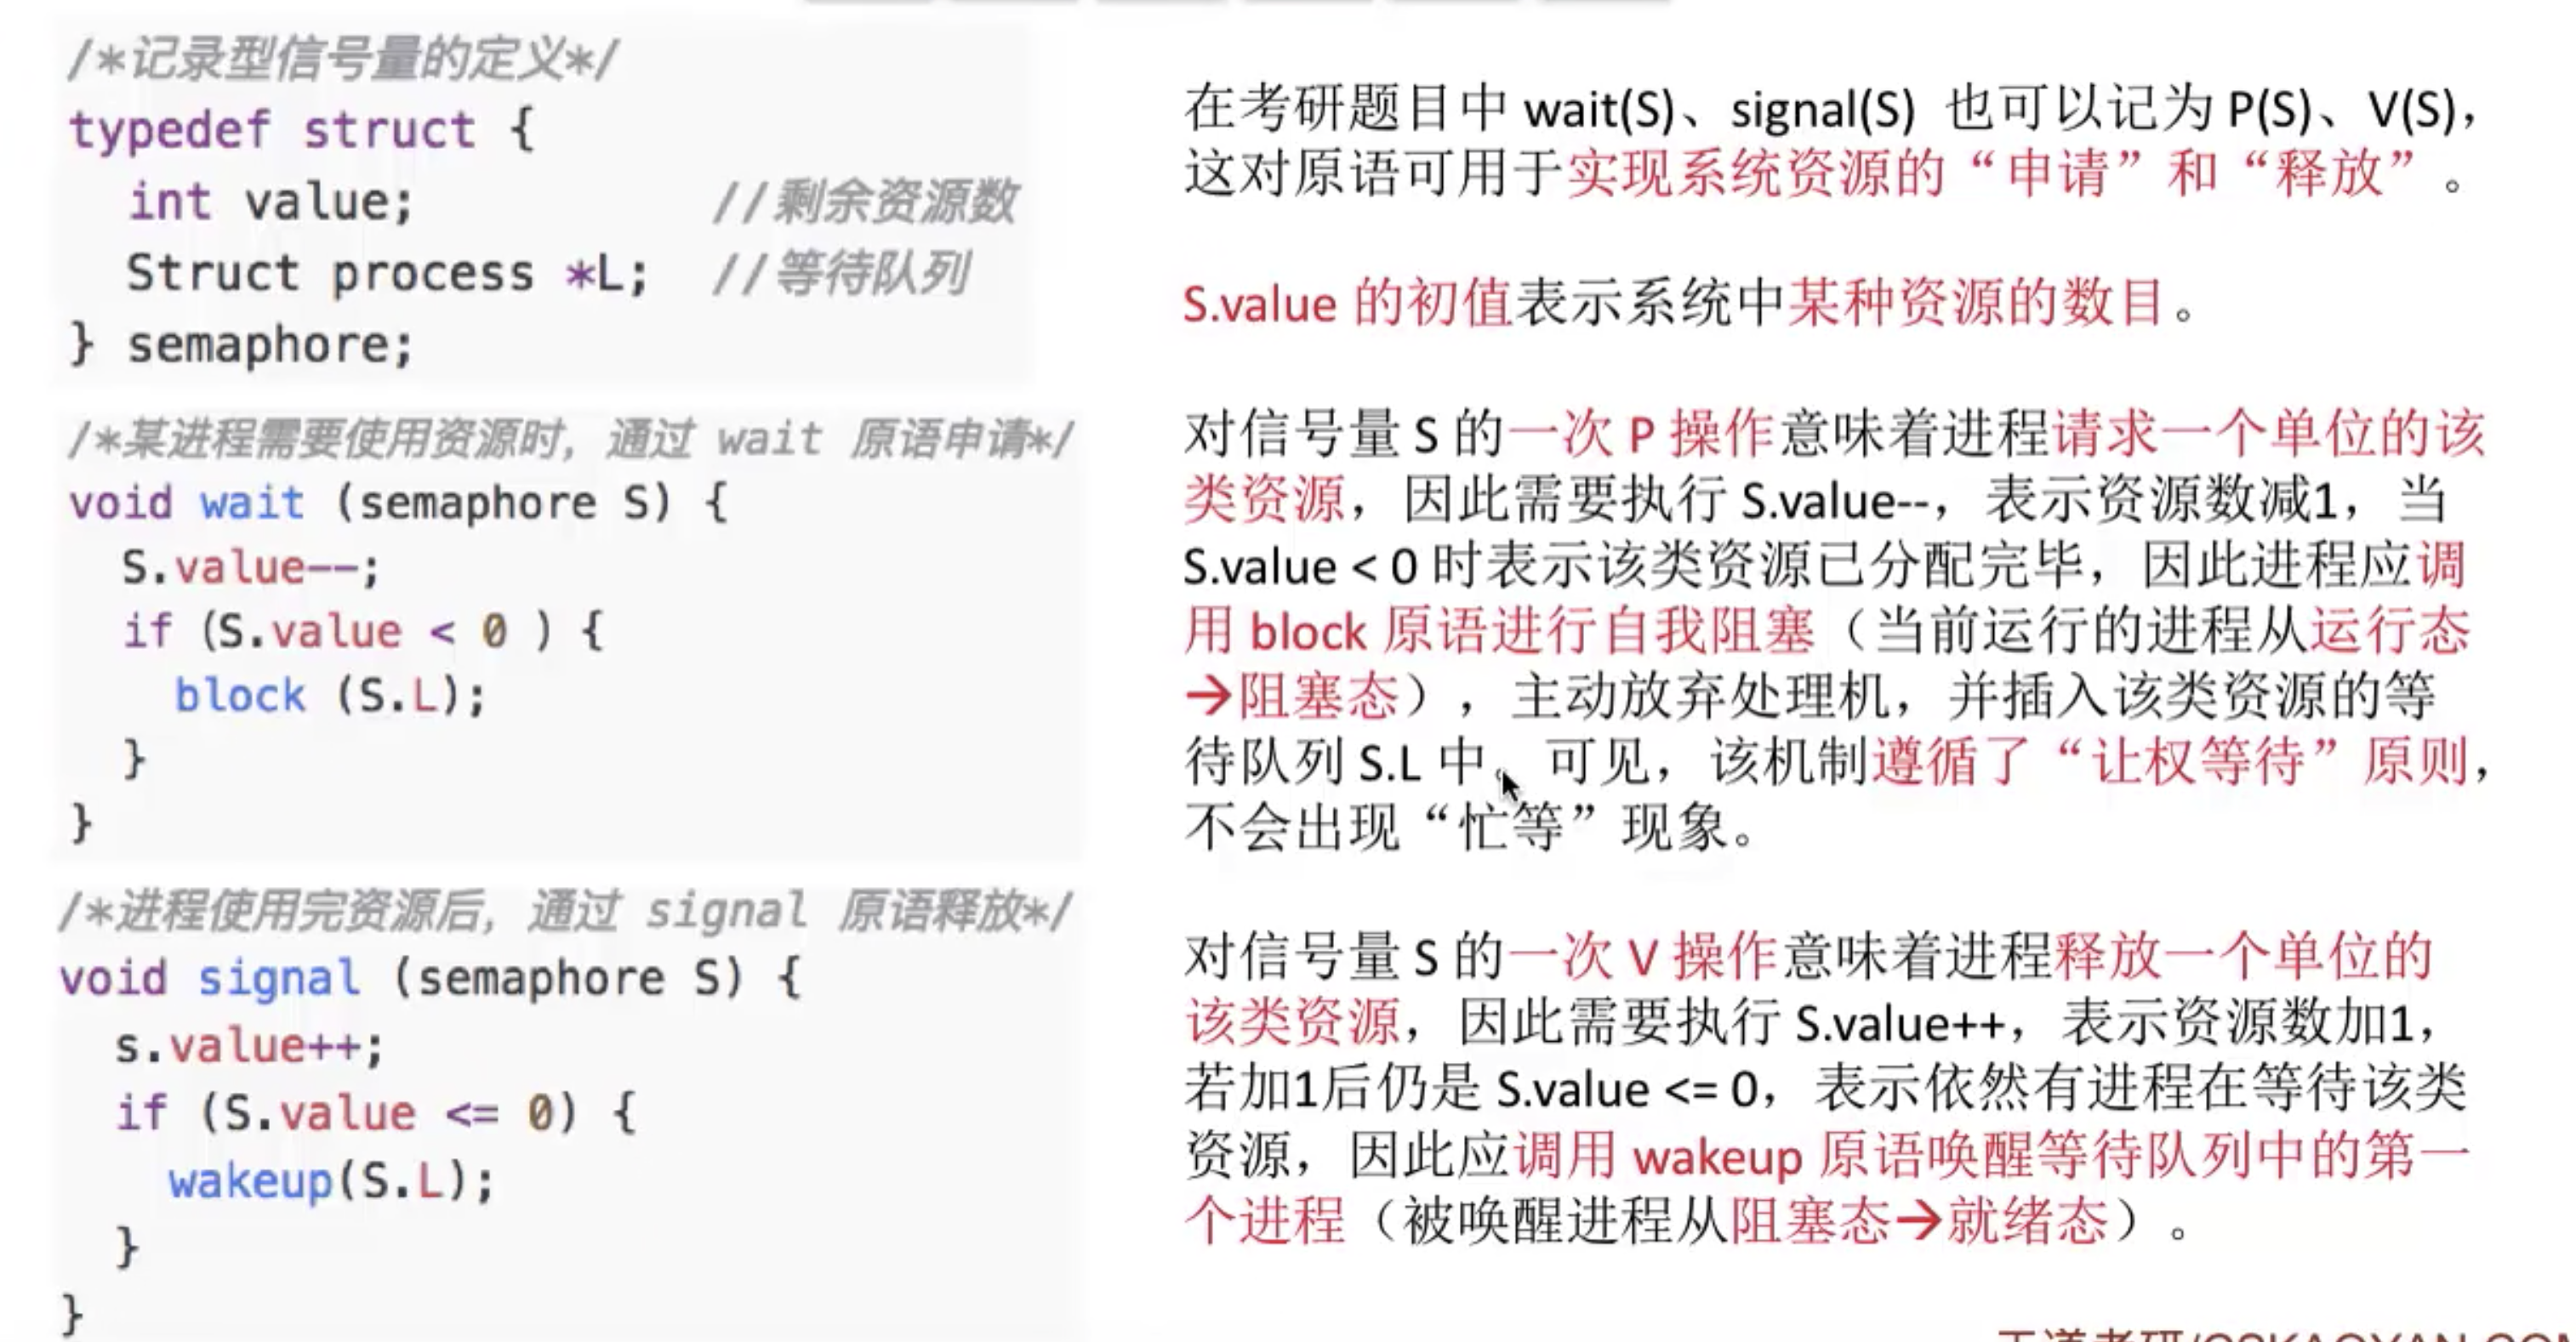 /*记录型信号量的定义*/
typedef struct {
int value; //剩余资源数
Struct process *L; //等待队列
} semaphore;
/*某进程需要使用资源时，通过 wait 原语申请*/
void wait (semaphore S) {
S.value--;
if (S.value < 0 ) {
block (S.L);
}
}
/*进程使用完资源后，通过 signal 原语释放*/
void signal (semaphore S) {
s.value++;
if (S.value <= 0) {
wakeup(S.L);
}
}
在考研题目中 wait(S)、signal(S) 也可以记为 P(S)、V(S)，
这对原语可用于实现系统资源的“申请”和“释放”。
S.value 的初值表示系统中某种资源的数目。
对信号量 S 的一次 P 操作意味着进程请求一个单位的该
类资源，因此需要执行 S.value--，表示资源数减1，当
S.value < 0 时表示该类资源已分配完毕，因此进程应调
用 block 原语进行自我阻塞（当前运行的进程从运行态
→阻塞态），主动放弃处理机，并插入该类资源的等
待队列 S.L 中。可见，该机制遵循了“让权等待”原则，
不会出现“忙等”现象。
对信号量 S 的一次 V 操作意味着进程释放一个单位的
该类资源，因此需要执行 S.value++，表示资源数加1，
若加1后仍是 S.value <= 0，表示依然有进程在等待该类
资源，因此应调用 wakeup 原语唤醒等待队列中的第一
个进程（被唤醒进程从阻塞态→就绪态）。